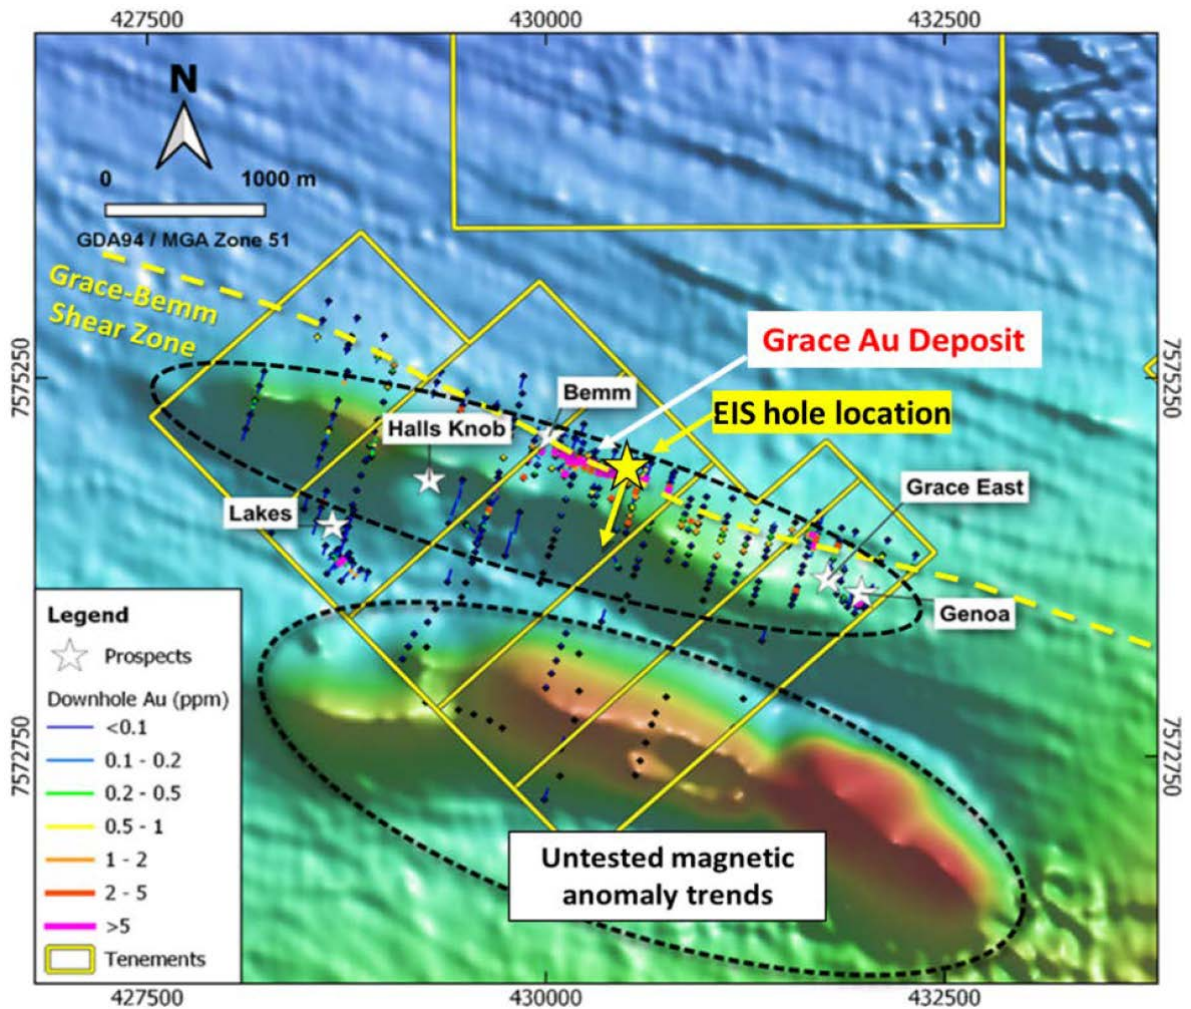 427500
430000
432500
N
0
1000 m
GDA94 / MGA Zone 51
Grace-Bemm
Shear Zone
Grace Au Deposit
7575250
7575250
Bemm
EIS hole location
Halls Knob
Grace East
Lakes
Genoa
Legend
Prospects
Downhole Au (ppm)
<0.1
0.1 - 0.2
0.2 - 0.5
0.5 - 1
1 - 2
2 - 5
>5
Tenements
7572750
7572750
Untested magnetic
anomaly trends
427500
430000
432500